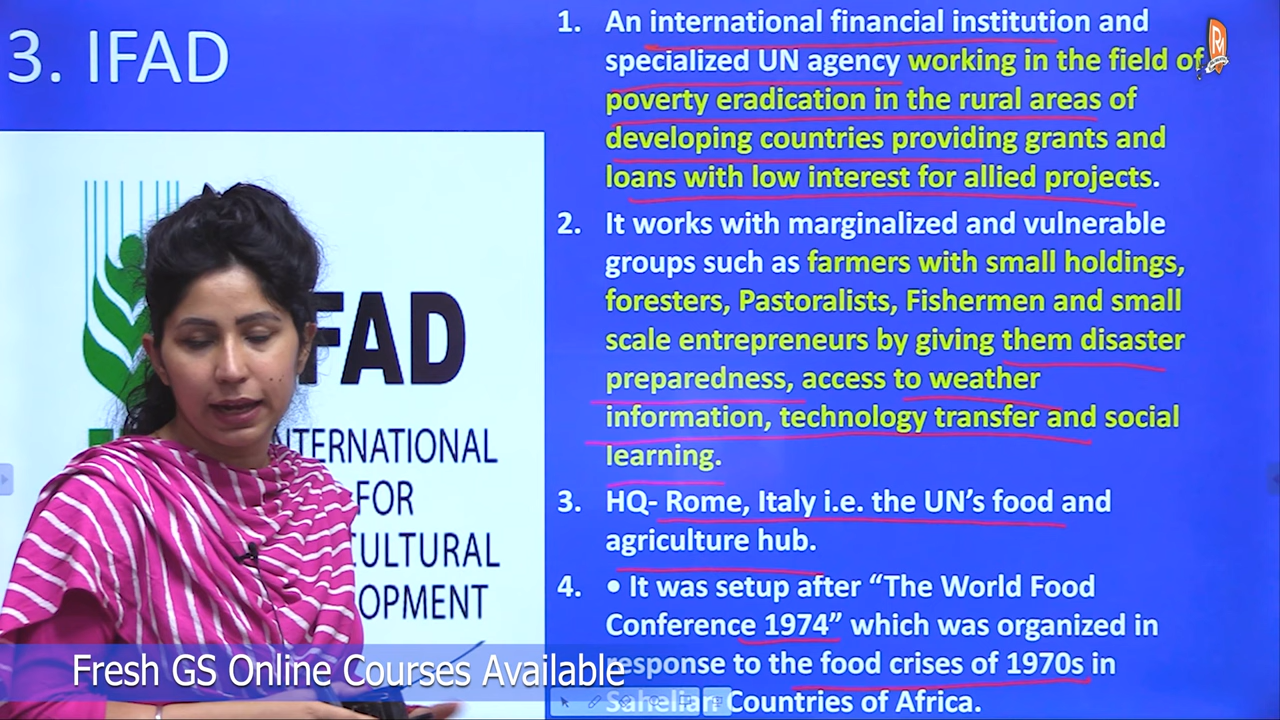 3. IFAD
FAD
NTERNATIONAL
FOR
CULTURAL
OPMENT
1. An international financial institution and
specialized UN agency working in the field of
poverty eradication in the rural areas of
developing countries providing grants and
loans with low interest for allied projects.
2. It works with marginalized and vulnerable
groups such as farmers with small holdings,
foresters, Pastoralists, Fishermen and small
scale entrepreneurs by giving them disaster
preparedness, access to weather
information, technology transfer and social
learning.
3. HQ- Rome, Italy i.e. the UN’s food and
agriculture hub.
4. • It was setup after “The World Food
Conference 1974” which was organized in
response to the food crises of 1970s in
Sahelian Countries of Africa.
Fresh GS Online Courses Available